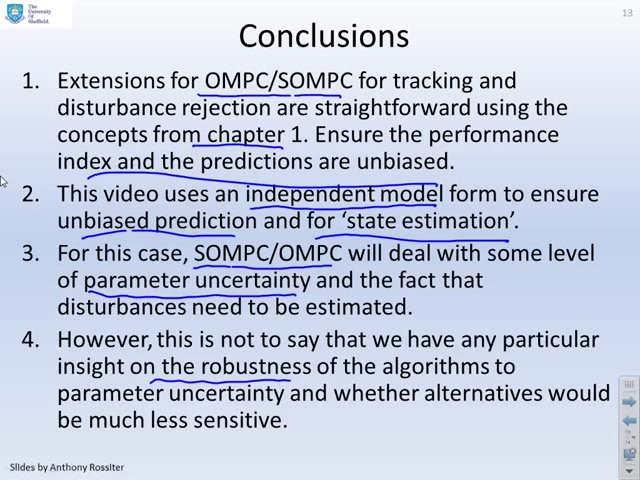 The
University
Of
Sheffield.
13
Conclusions
1. Extensions for OMPC/SOMPC for tracking and
disturbance rejection are straightforward using the
concepts from chapter 1. Ensure the performance
index and the predictions are unbiased.
2. This video uses an independent model form to ensure
unbiased prediction and for ‘state estimation’.
3. For this case, SOMPC/OMPC will deal with some level
of parameter uncertainty and the fact that
disturbances need to be estimated.
4. However, this is not to say that we have any particular
insight on the robustness of the algorithms to
parameter uncertainty and whether alternatives would
be much less sensitive.
Slides by Anthony Rossiter